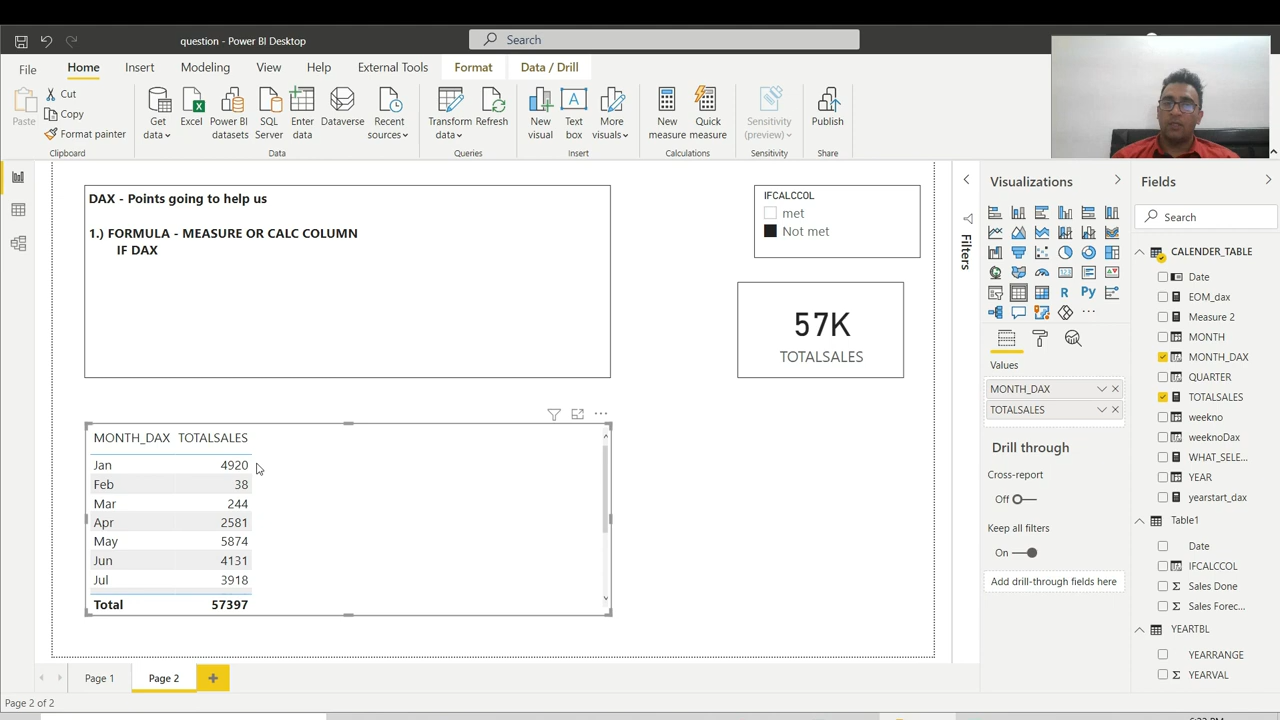 question - Power BI Desktop
Search
File
Home
Insert
Modeling
View
Help
External Tools
Format
Data / Drill
Paste
Cut
Copy
Format painter
Clipboard
Get data
Excel
Power BI datasets
SQL Server
Enter data
Dataverse
Recent sources
Data
Transform data
Refresh
Queries
New visual
Text box
More visuals
Insert
New measure
Quick measure
Calculations
Sensitivity (preview)
Sensitivity
Publish
Share
DAX - Points going to help us
1.) FORMULA - MEASURE OR CALC COLUMN
IF DAX
IFCALCCOL
met
Not met
57K
TOTALSALES
MONTH_DAX TOTALSALES
Jan 4920
Feb 38
Mar 244
Apr 2581
May 5874
Jun 4131
Jul 3918
Total 57397
Filters
Visualizations
R
Py
Values
MONTH_DAX
TOTALSALES
Drill through
Cross-report
Off
Keep all filters
On
Add drill-through fields here
Fields
Search
CALENDER_TABLE
Date
EOM_dax
Measure 2
MONTH
MONTH_DAX
QUARTER
TOTALSALES
weekno
weeknoDax
WHAT_SELE...
YEAR
yearstart_dax
Table1
Date
IFCALCCOL
Sales Done
Sales Forec...
YEARTBL
YEARRANGE
YEARVAL
Page 1
Page 2
Page 2 of 2